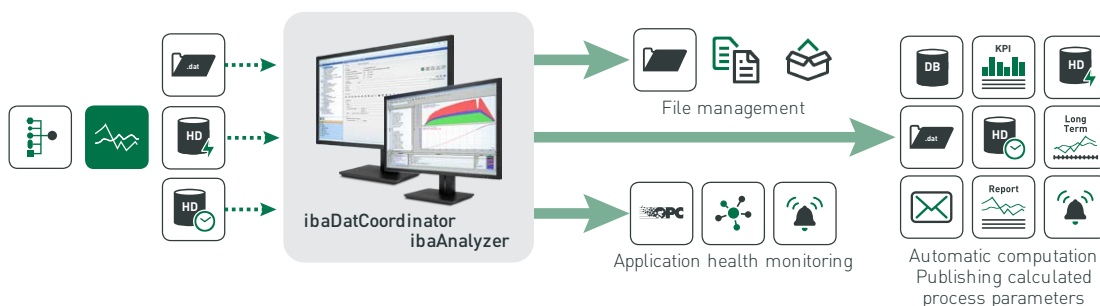 .dat
HD
HD
ibaDatCoordinator
ibaAnalyzer
File management
OPC
Application health monitoring
DB
KPI
HD
.dat
HD
Long
Term
Report
Automatic computation
Publishing calculated
process parameters